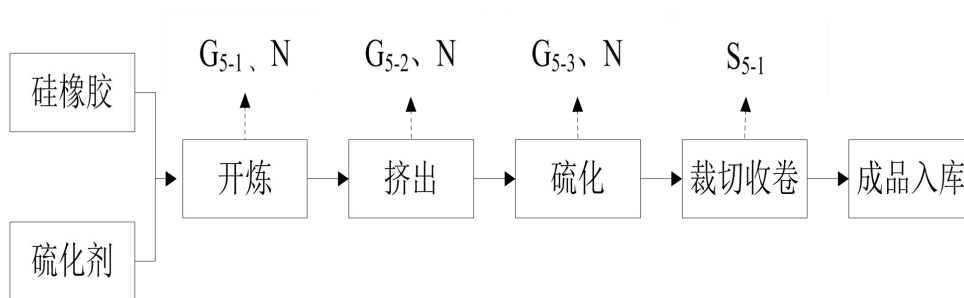 G5-1、N
G5-2、N
G5-3、N
S5-1
硅橡胶
开炼
挤出
硫化
裁切收卷
成品入库
硫化剂